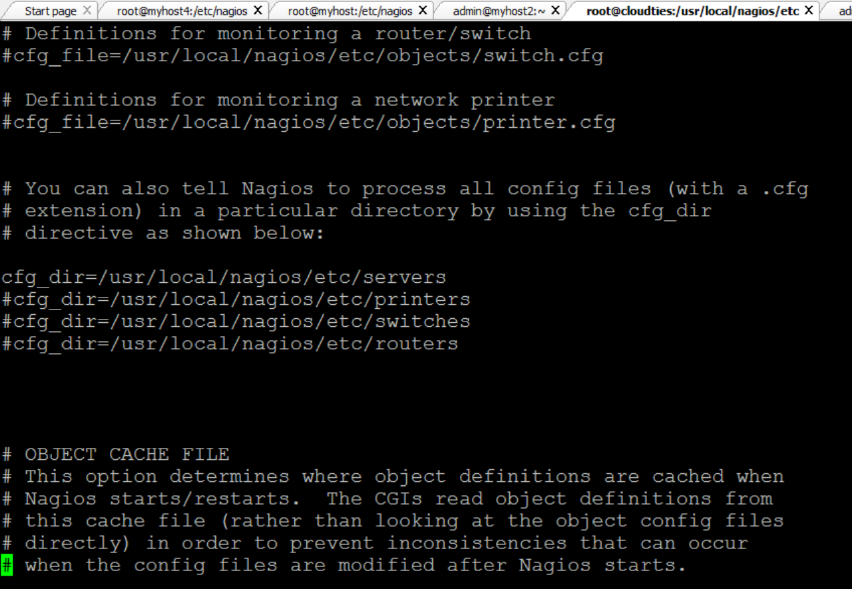 Start page X root@myhost4:/etc/nagios X root@myhost:/etc/nagios X admin@myhost2:~ X root@cloudties:/usr/local/nagios/etc X ad
# Definitions for monitoring a router/switch
#cfg_file=/usr/local/nagios/etc/objects/switch.cfg
# Definitions for monitoring a network printer
#cfg_file=/usr/local/nagios/etc/objects/printer.cfg
# You can also tell Nagios to process all config files (with a .cfg
# extension) in a particular directory by using the cfg_dir
# directive as shown below:
cfg_dir=/usr/local/nagios/etc/servers
#cfg_dir=/usr/local/nagios/etc/printers
#cfg_dir=/usr/local/nagios/etc/switches
#cfg_dir=/usr/local/nagios/etc/routers
# OBJECT CACHE FILE
# This option determines where object definitions are cached when
# Nagios starts/restarts.  The CGIs read object definitions from
# this cache file (rather than looking at the object config files
# directly) in order to prevent inconsistencies that can occur
# when the config files are modified after Nagios starts.